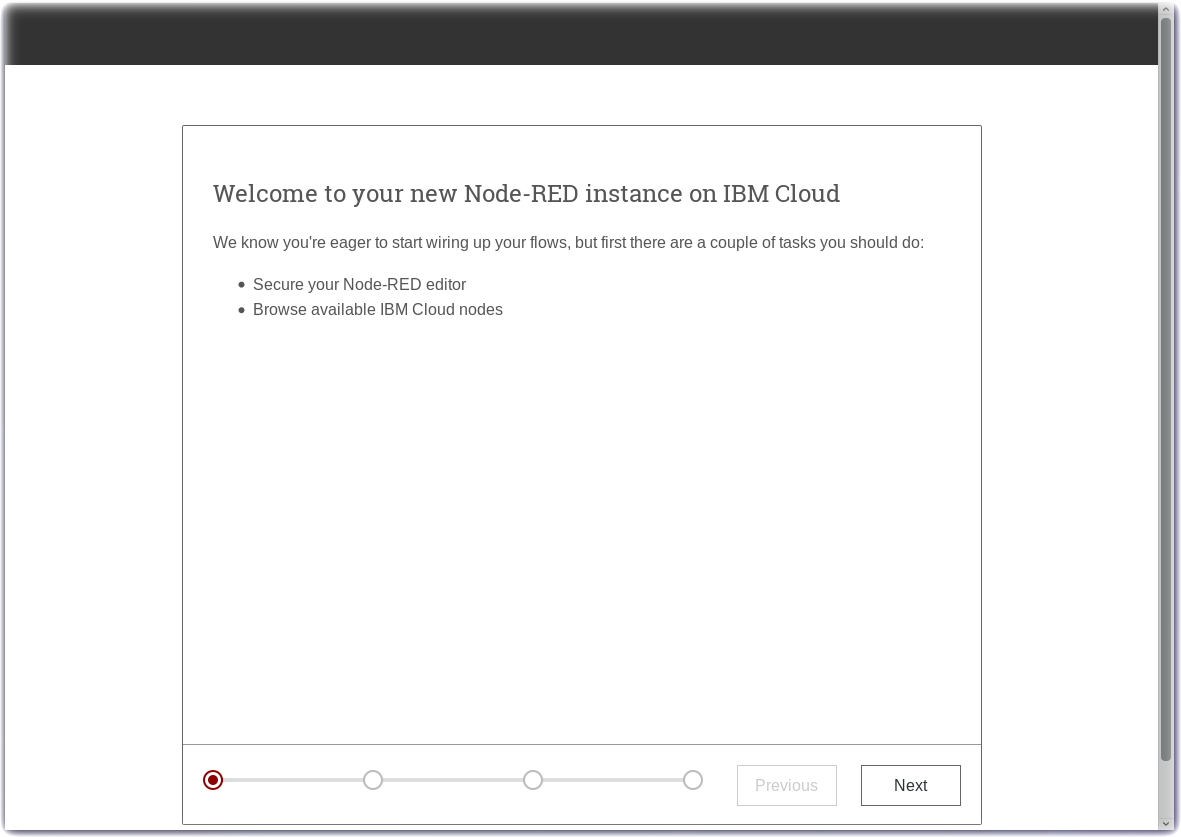 Welcome to your new Node-RED instance on IBM Cloud
We know you're eager to start wiring up your flows, but first there are a couple of tasks you should do:
• Secure your Node-RED editor
• Browse available IBM Cloud nodes
Previous
Next